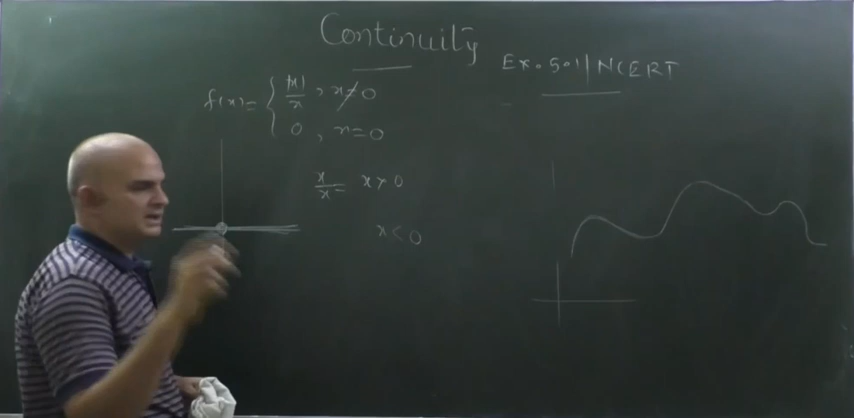 Continuity
Ex. 5.1 | NCERT
f(x) = { |x|/x , x ≠ 0
0 , x = 0
x/x = x > 0
x < 0